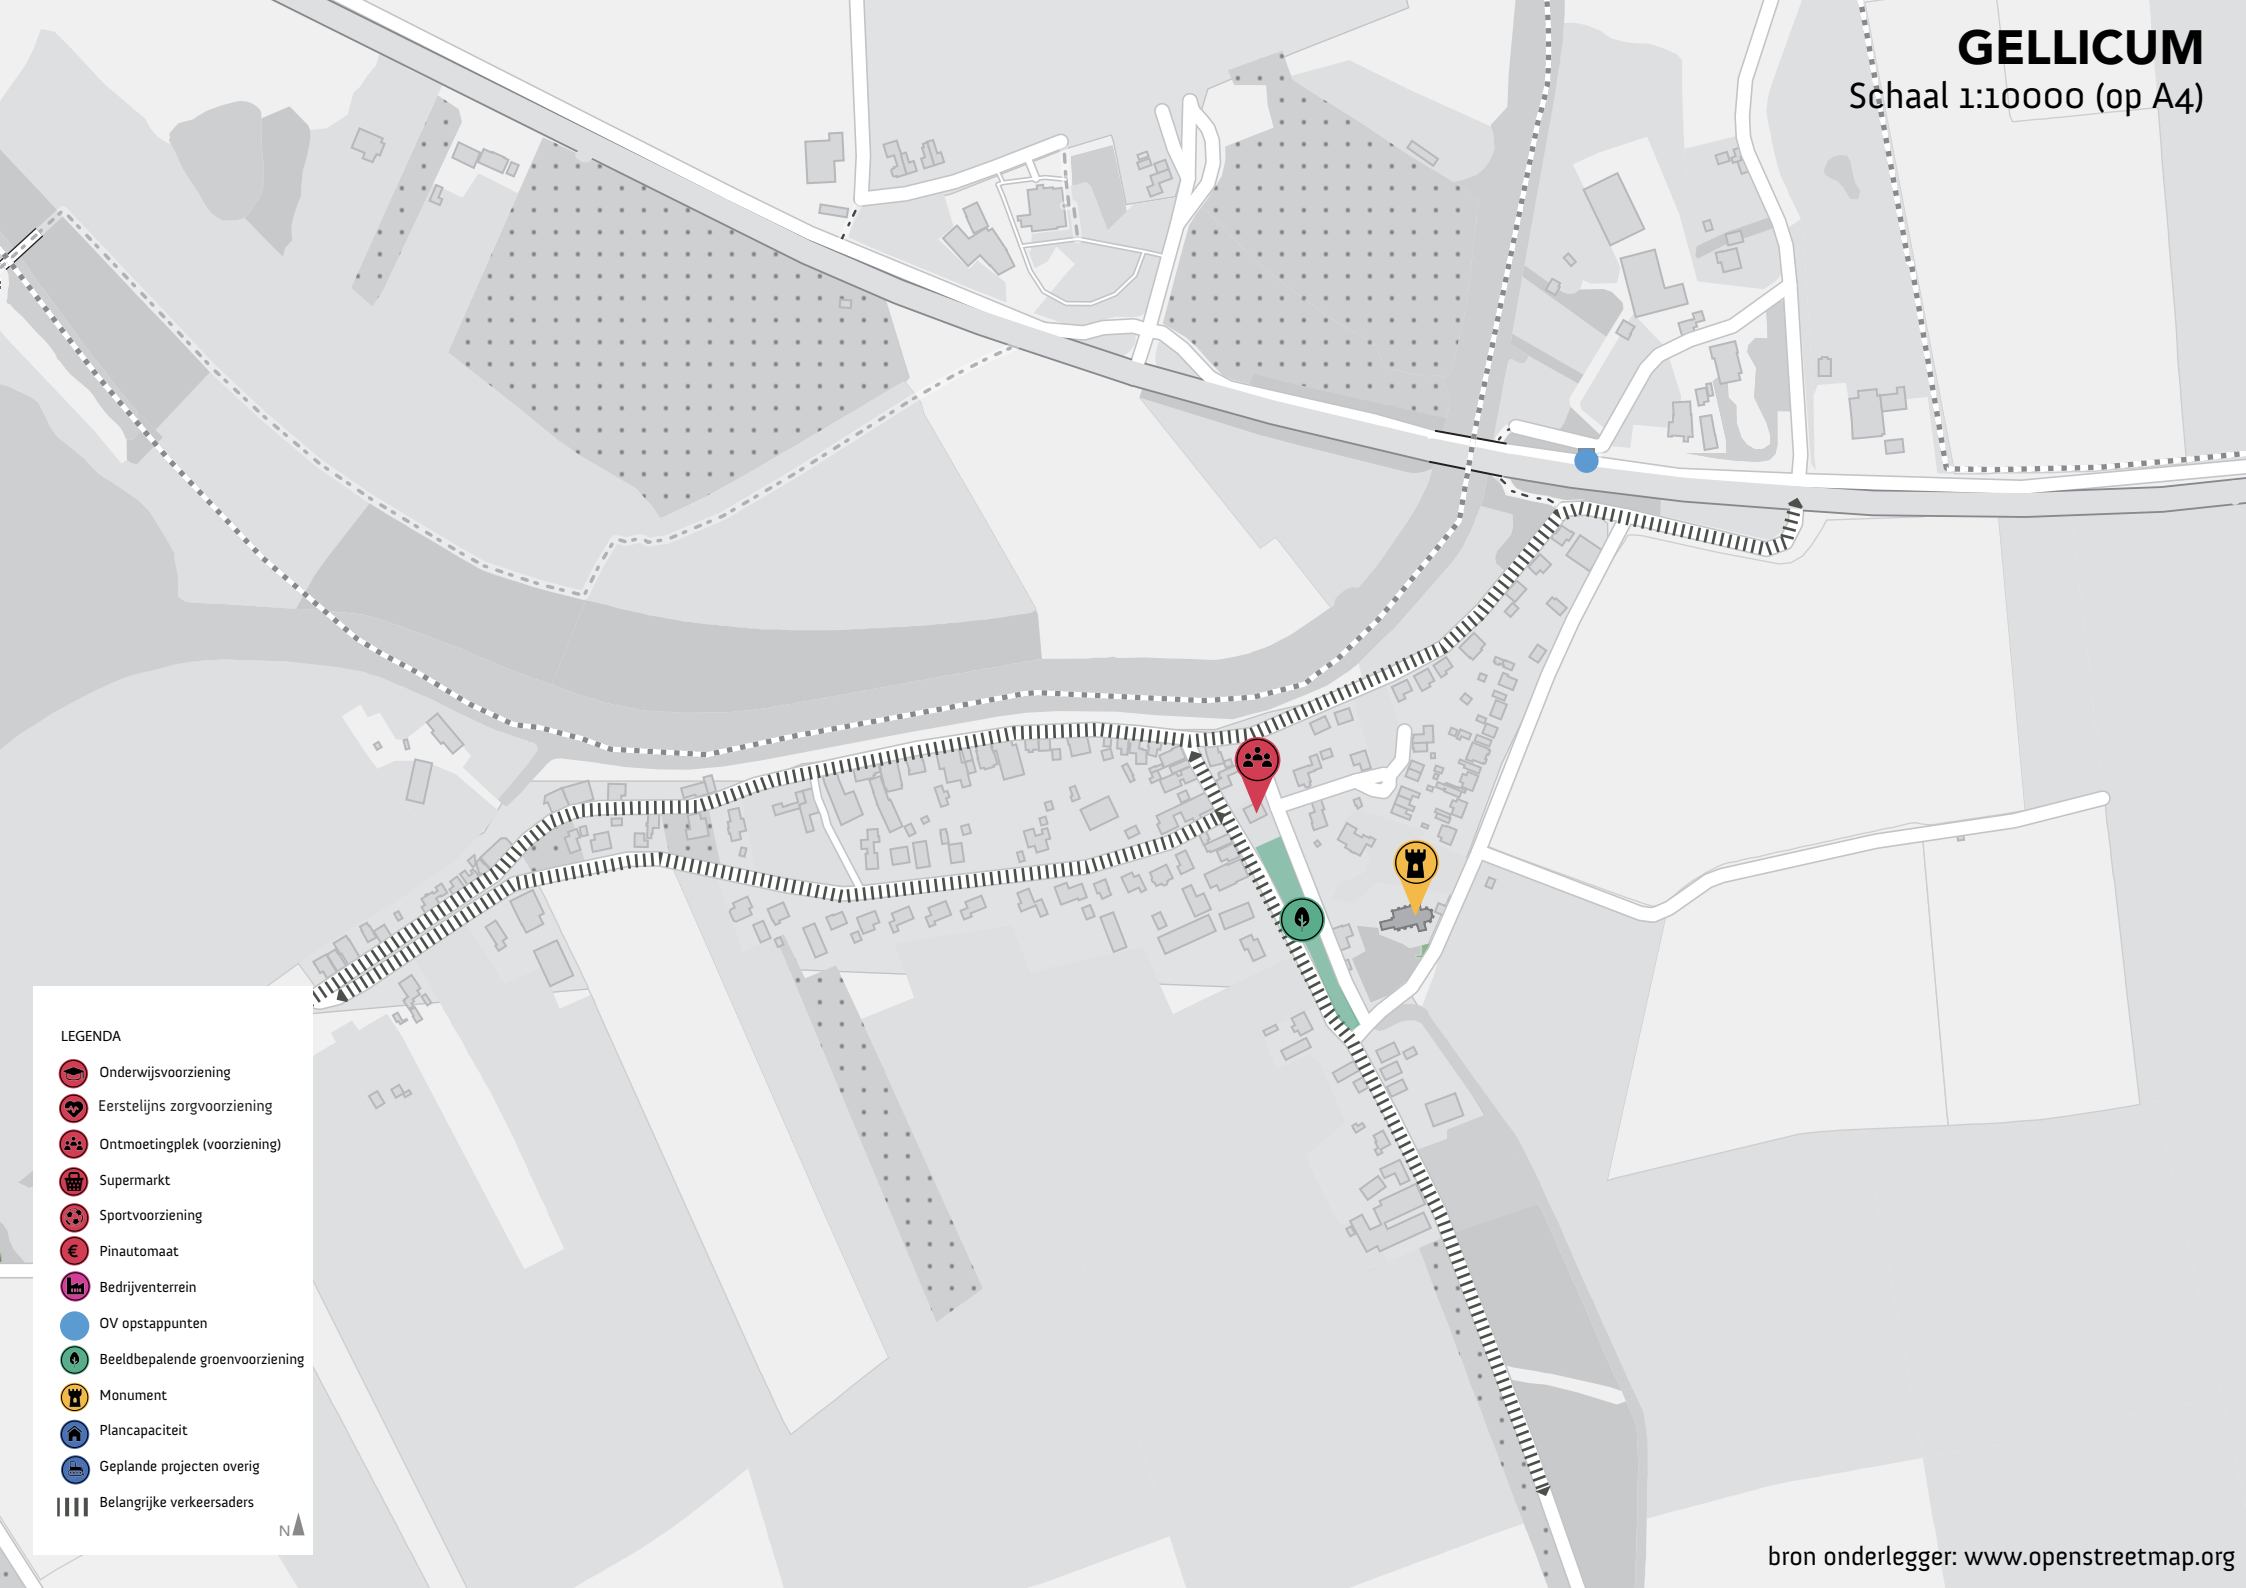 GELLICUM
Schaal 1:10000 (op A4)
LEGENDA
Onderwijsvoorziening
Eerstelijns zorgvoorziening
Ontmoetingplek (voorziening)
Supermarkt
Sportvoorziening
€ Pinautomaat
Bedrijventerrein
OV opstappunten
Beeldbepalende groenvoorziening
Monument
Plancapaciteit
Geplande projecten overig
Belangrijke verkeersaders
N
bron onderlegger: www.openstreetmap.org